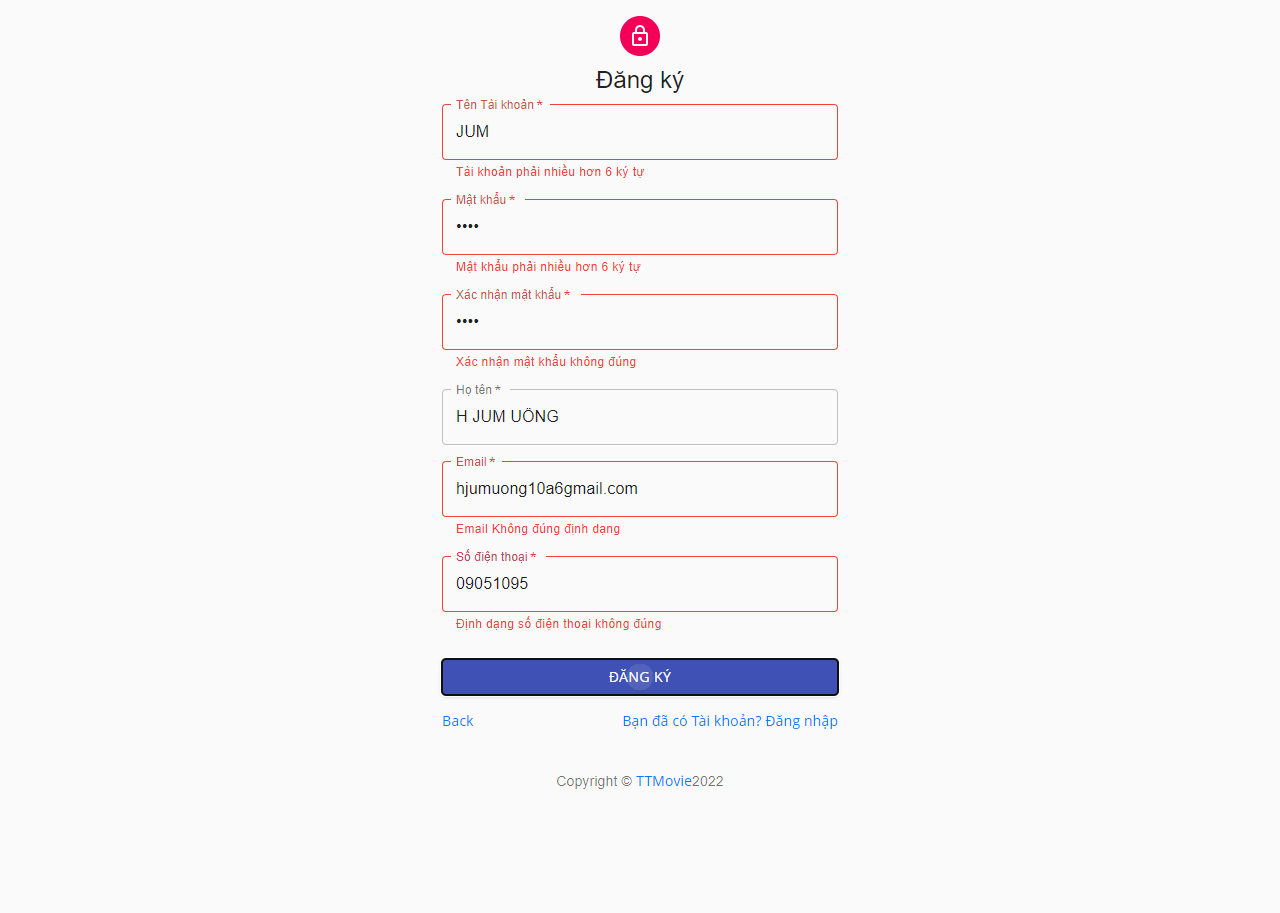 Đăng ký
Tên Tải khoản *
JUM
Tải khoản phải nhiều hơn 6 ký tự
Mật khẩu *
••••
Mật khẩu phải nhiều hơn 6 ký tự
Xác nhận mật khẩu *
••••
Xác nhận mật khẩu không đúng
Họ tên *
H JUM UÔNG
Email *
hjumuong10a6gmail.com
Email Không đúng định dạng
Số điện thoại *
09051095
Định dạng số điện thoại không đúng
ĐĂNG KÝ
Back
Bạn đã có Tài khoản? Đăng nhập
Copyright © TTMovie2022